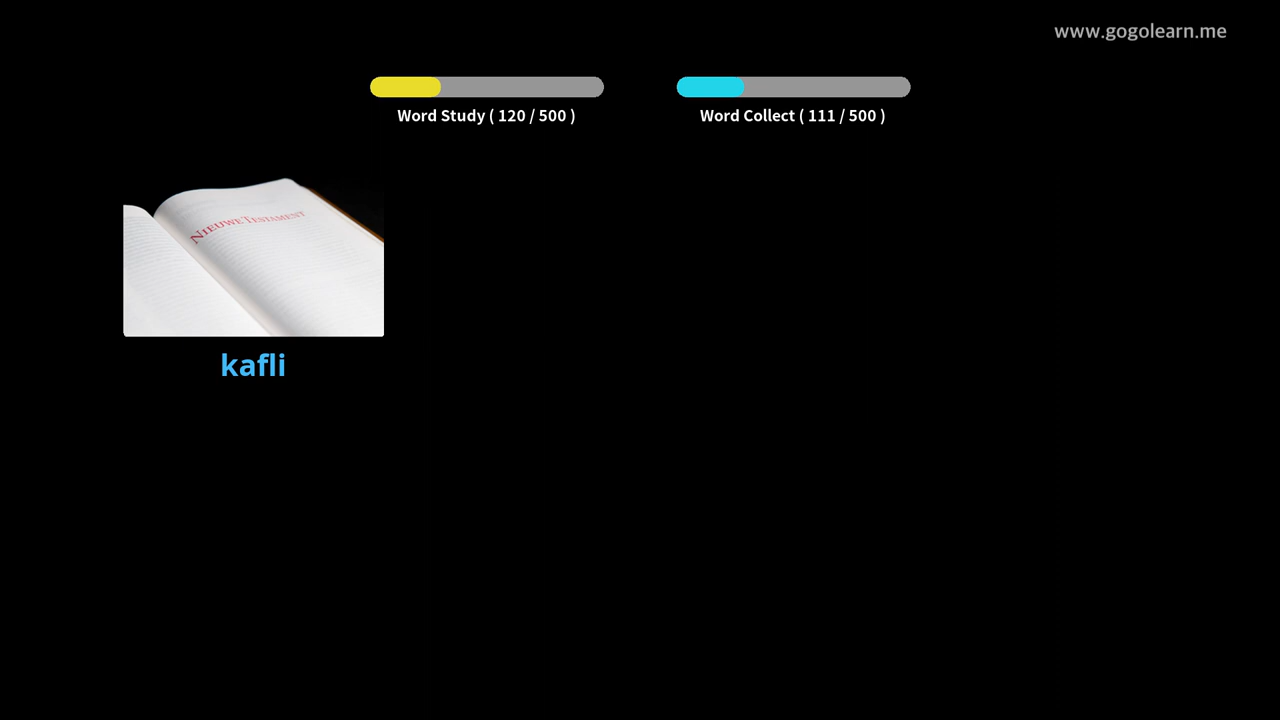 www.gogolearn.me
Word Study ( 120 / 500 )
Word Collect ( 111 / 500 )
NIEUWE TESTAMENT
kafli